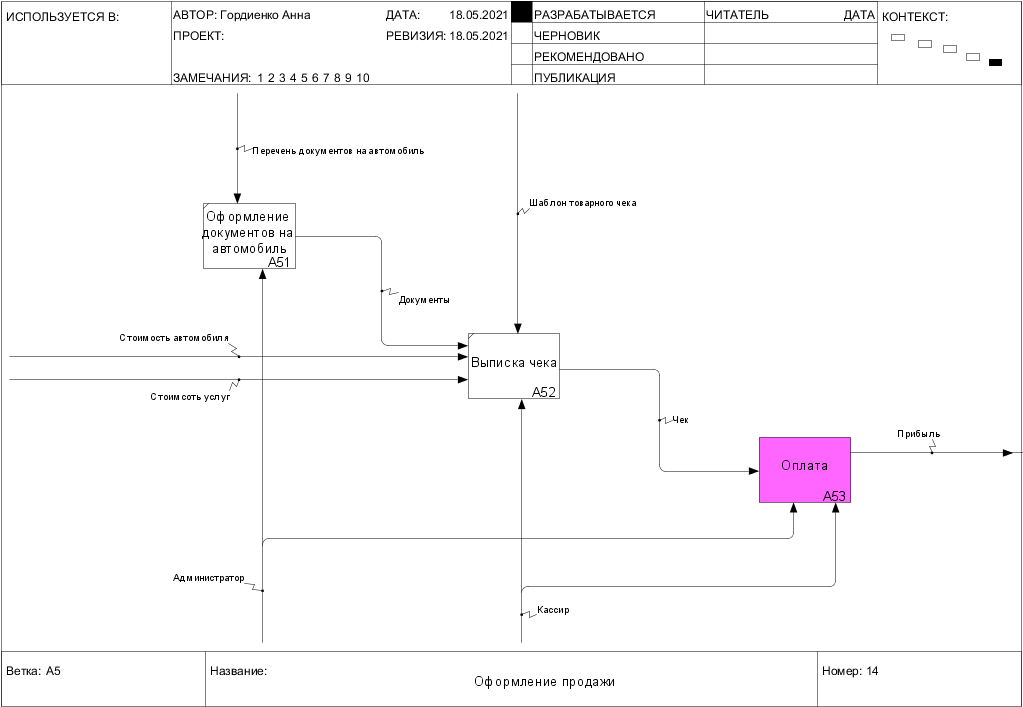 ИСПОЛЬЗУЕТСЯ В:
АВТОР: Гордиенко Анна
ДАТА: 18.05.2021
ПРОЕКТ:
РЕВИЗИЯ: 18.05.2021
ЗАМЕЧАНИЯ: 1 2 3 4 5 6 7 8 9 10
РАЗРАБАТЫВАЕТСЯ
ЧЕРНОВИК
РЕКОМЕНДОВАНО
ПУБЛИКАЦИЯ
ЧИТАТЕЛЬ
ДАТА
КОНТЕКСТ:
Перечень документов на автомобиль
Шаблон товарного чека
Оформление
документов на
автомобиль
A51
Документы
Стоимость автомобиля
Выписка чека
A52
Стоимсоть услуг
Чек
Прибыль
Оплата
A53
Администратор
Кассир
Ветка: A5
Название:
Оформление продажи
Номер: 14